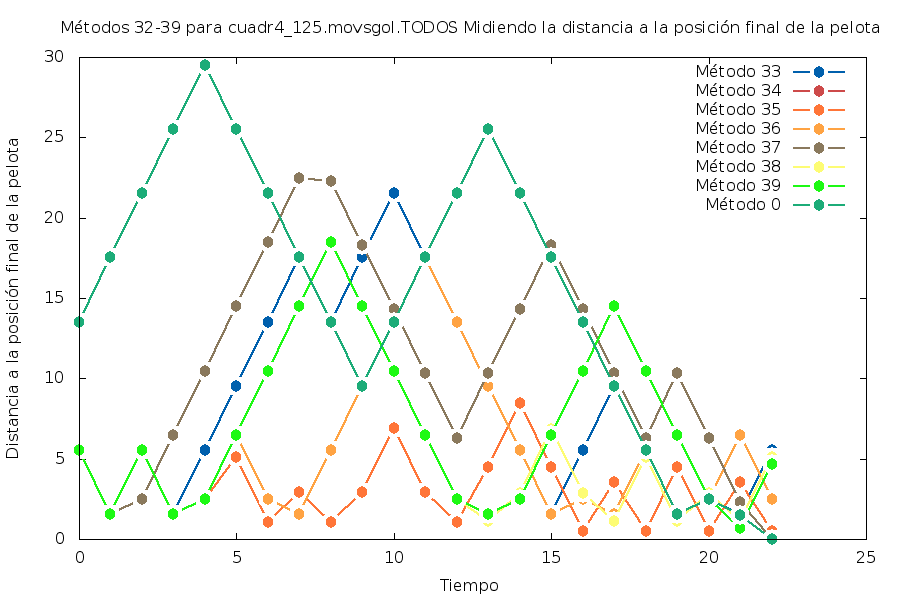 Métodos 32-39 para cuadr4_125.movsgol.TODOS Midiendo la distancia a la posición final de la pelota
30
25
20
15
10
5
0
Distancia a la posición final de la pelota
Método 33
Método 34
Método 35
Método 36
Método 37
Método 38
Método 39
Método 0
0 5 10 15 20 25
Tiempo